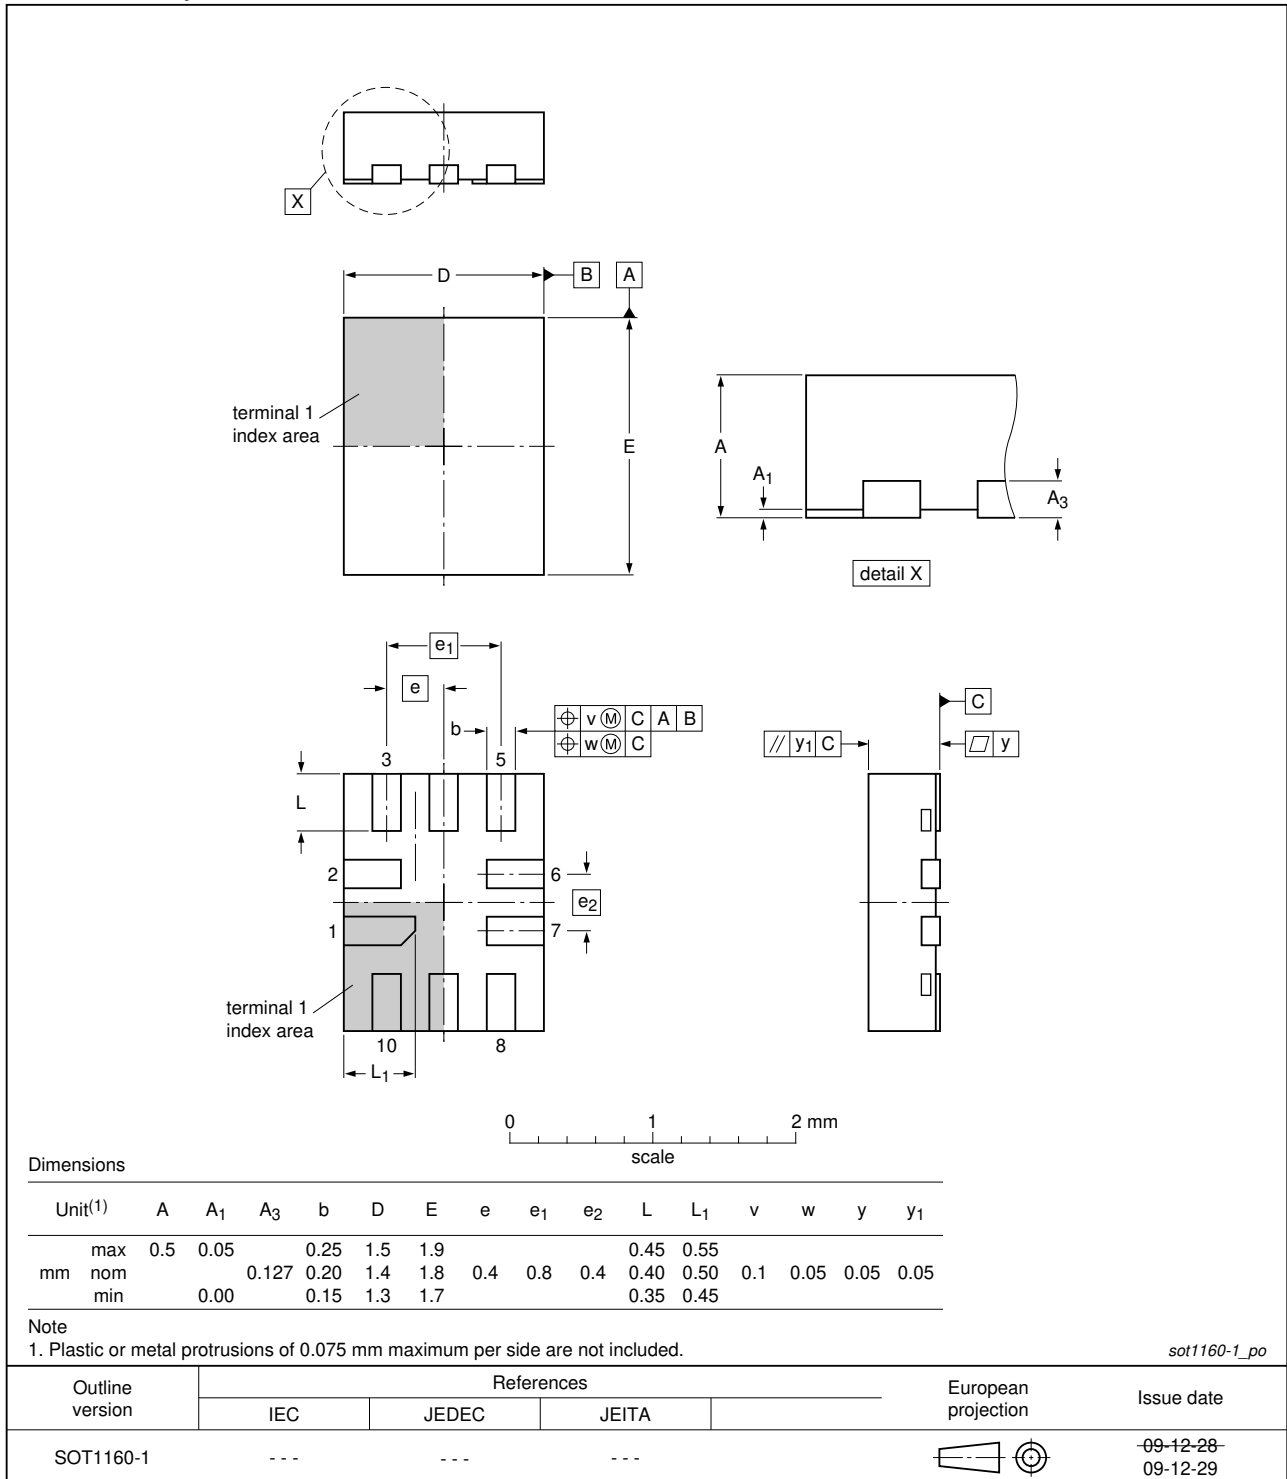 X
D
B
A
terminal 1
index area
E
A
A1
A3
detail X
e1
e
b
v M C A B
w M C
3
5
L
2
6
e2
1
7
terminal 1
index area
10
8
L1
C
// y1 C
y
0 1 2 mm
scale
Dimensions
Unit(1) A A1 A3 b D E e e1 e2 L L1 v w y y1
max 0.5 0.05 0.25 1.5 1.9 0.45 0.55
mm nom 0.127 0.20 1.4 1.8 0.4 0.8 0.4 0.40 0.50 0.1 0.05 0.05 0.05
min 0.00 0.15 1.3 1.7 0.35 0.45
Note
1. Plastic or metal protrusions of 0.075 mm maximum per side are not included.
sot1160-1_po
Outline version
References
IEC JEDEC JEITA
European projection
Issue date
SOT1160-1 - - - - - - - - -
09-12-28
09-12-29